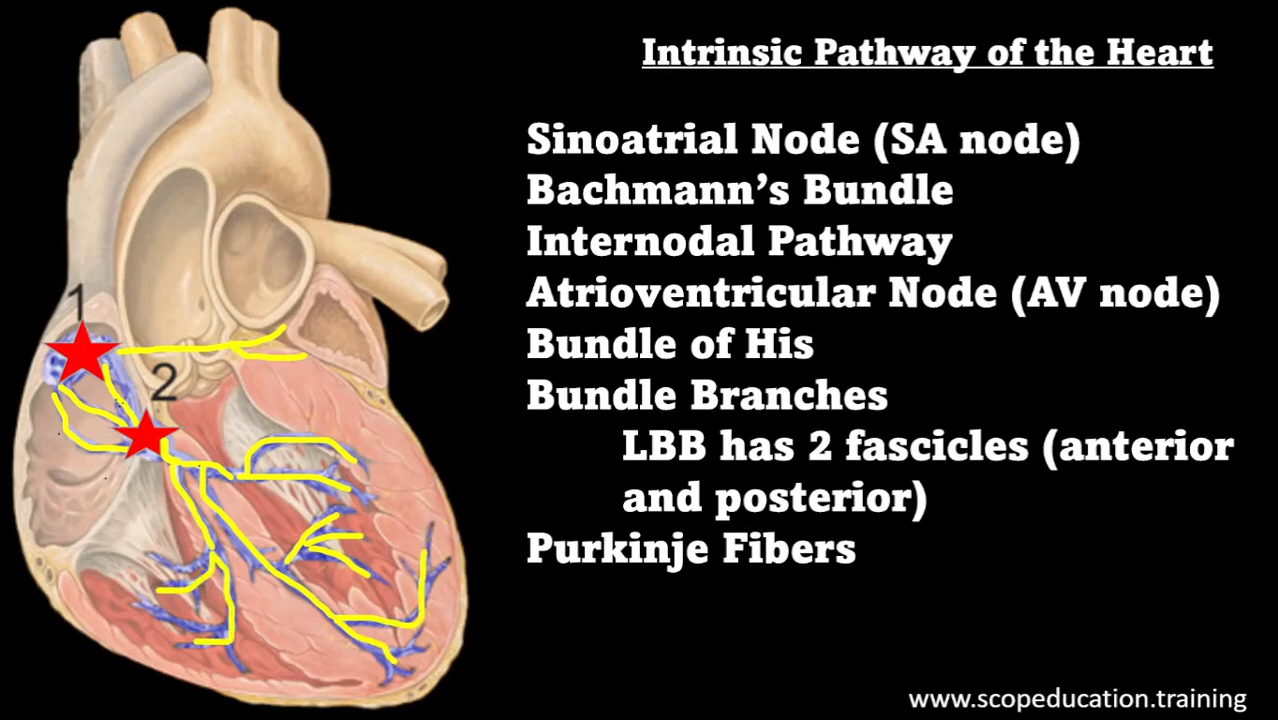 Intrinsic Pathway of the Heart
Sinoatrial Node (SA node)
Bachmann’s Bundle
Internodal Pathway
Atrioventricular Node (AV node)
Bundle of His
Bundle Branches
LBB has 2 fascicles (anterior
and posterior)
Purkinje Fibers
1
2
www.scopeducation.training